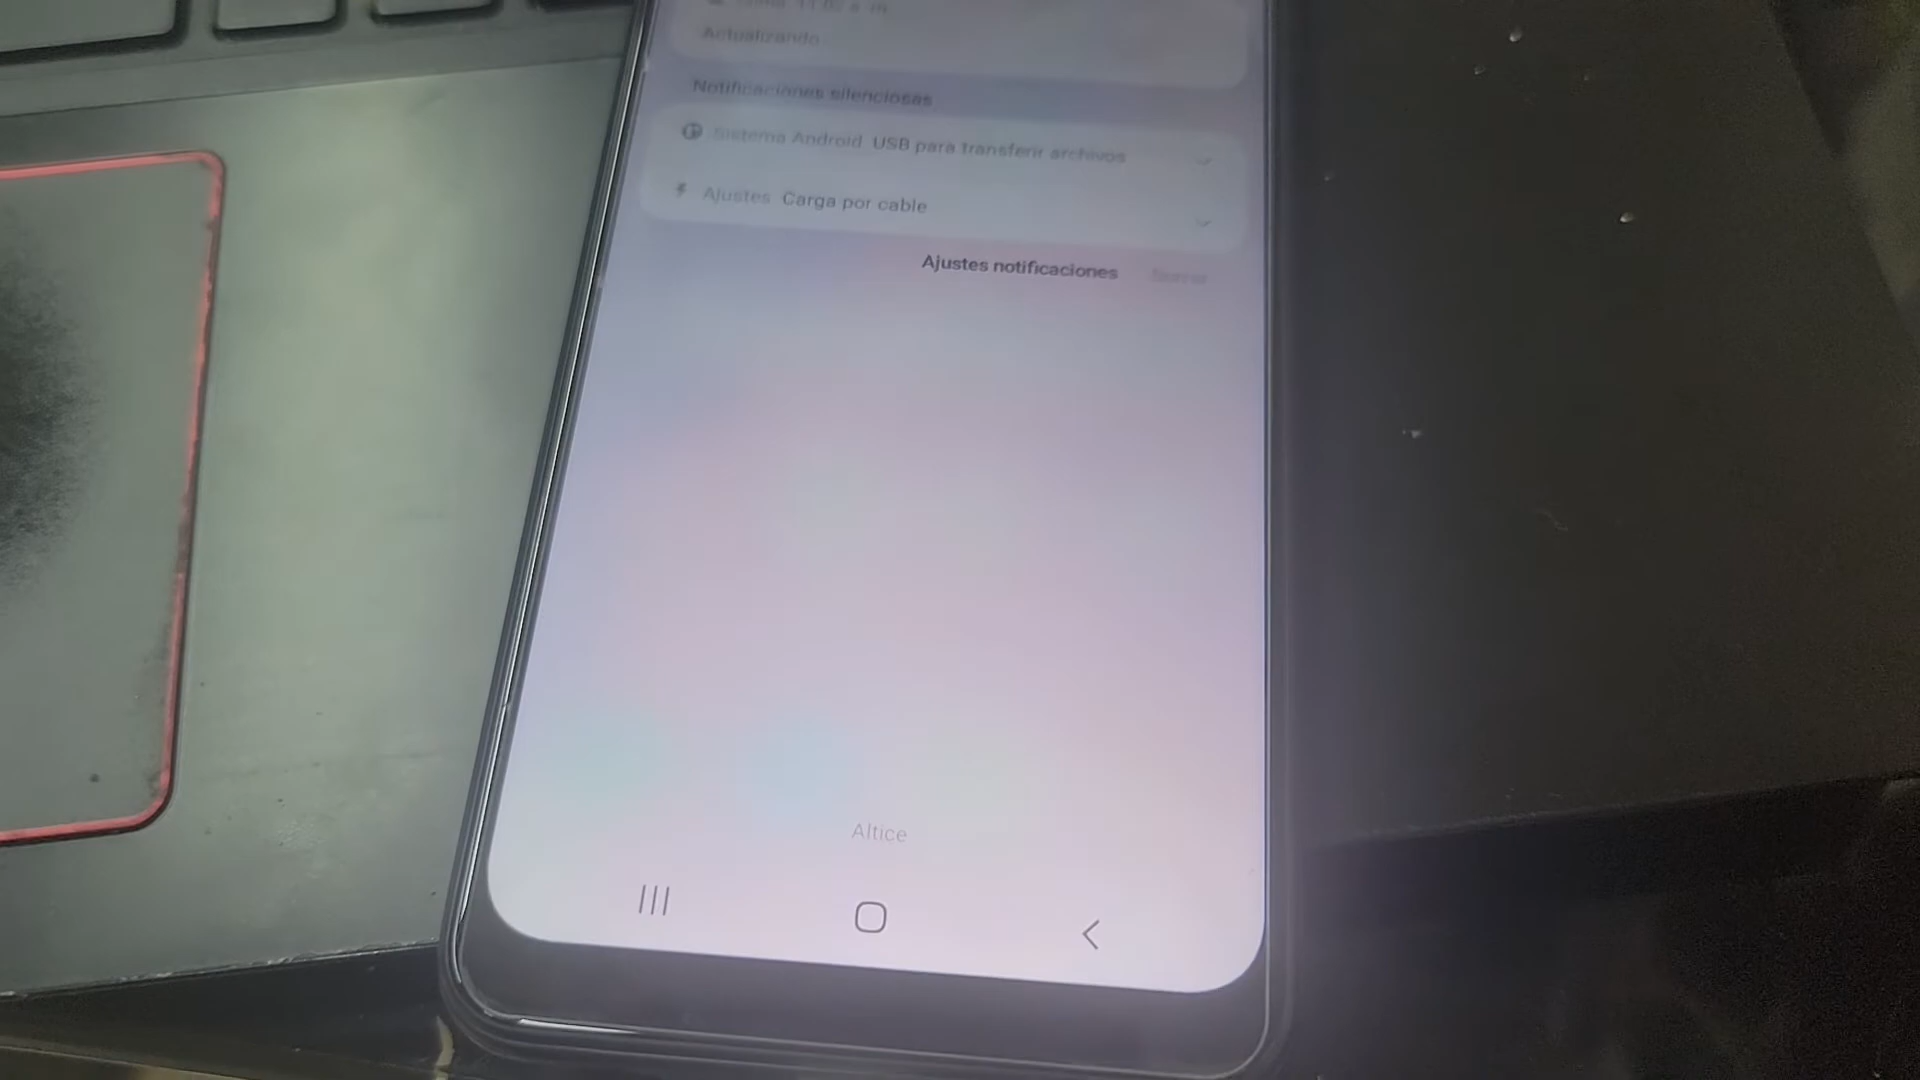 Actualizando
Notificaciones silenciosas
Sistema Android USB para transferir archivos
Ajustes Carga por cable
Ajustes notificaciones
Altice